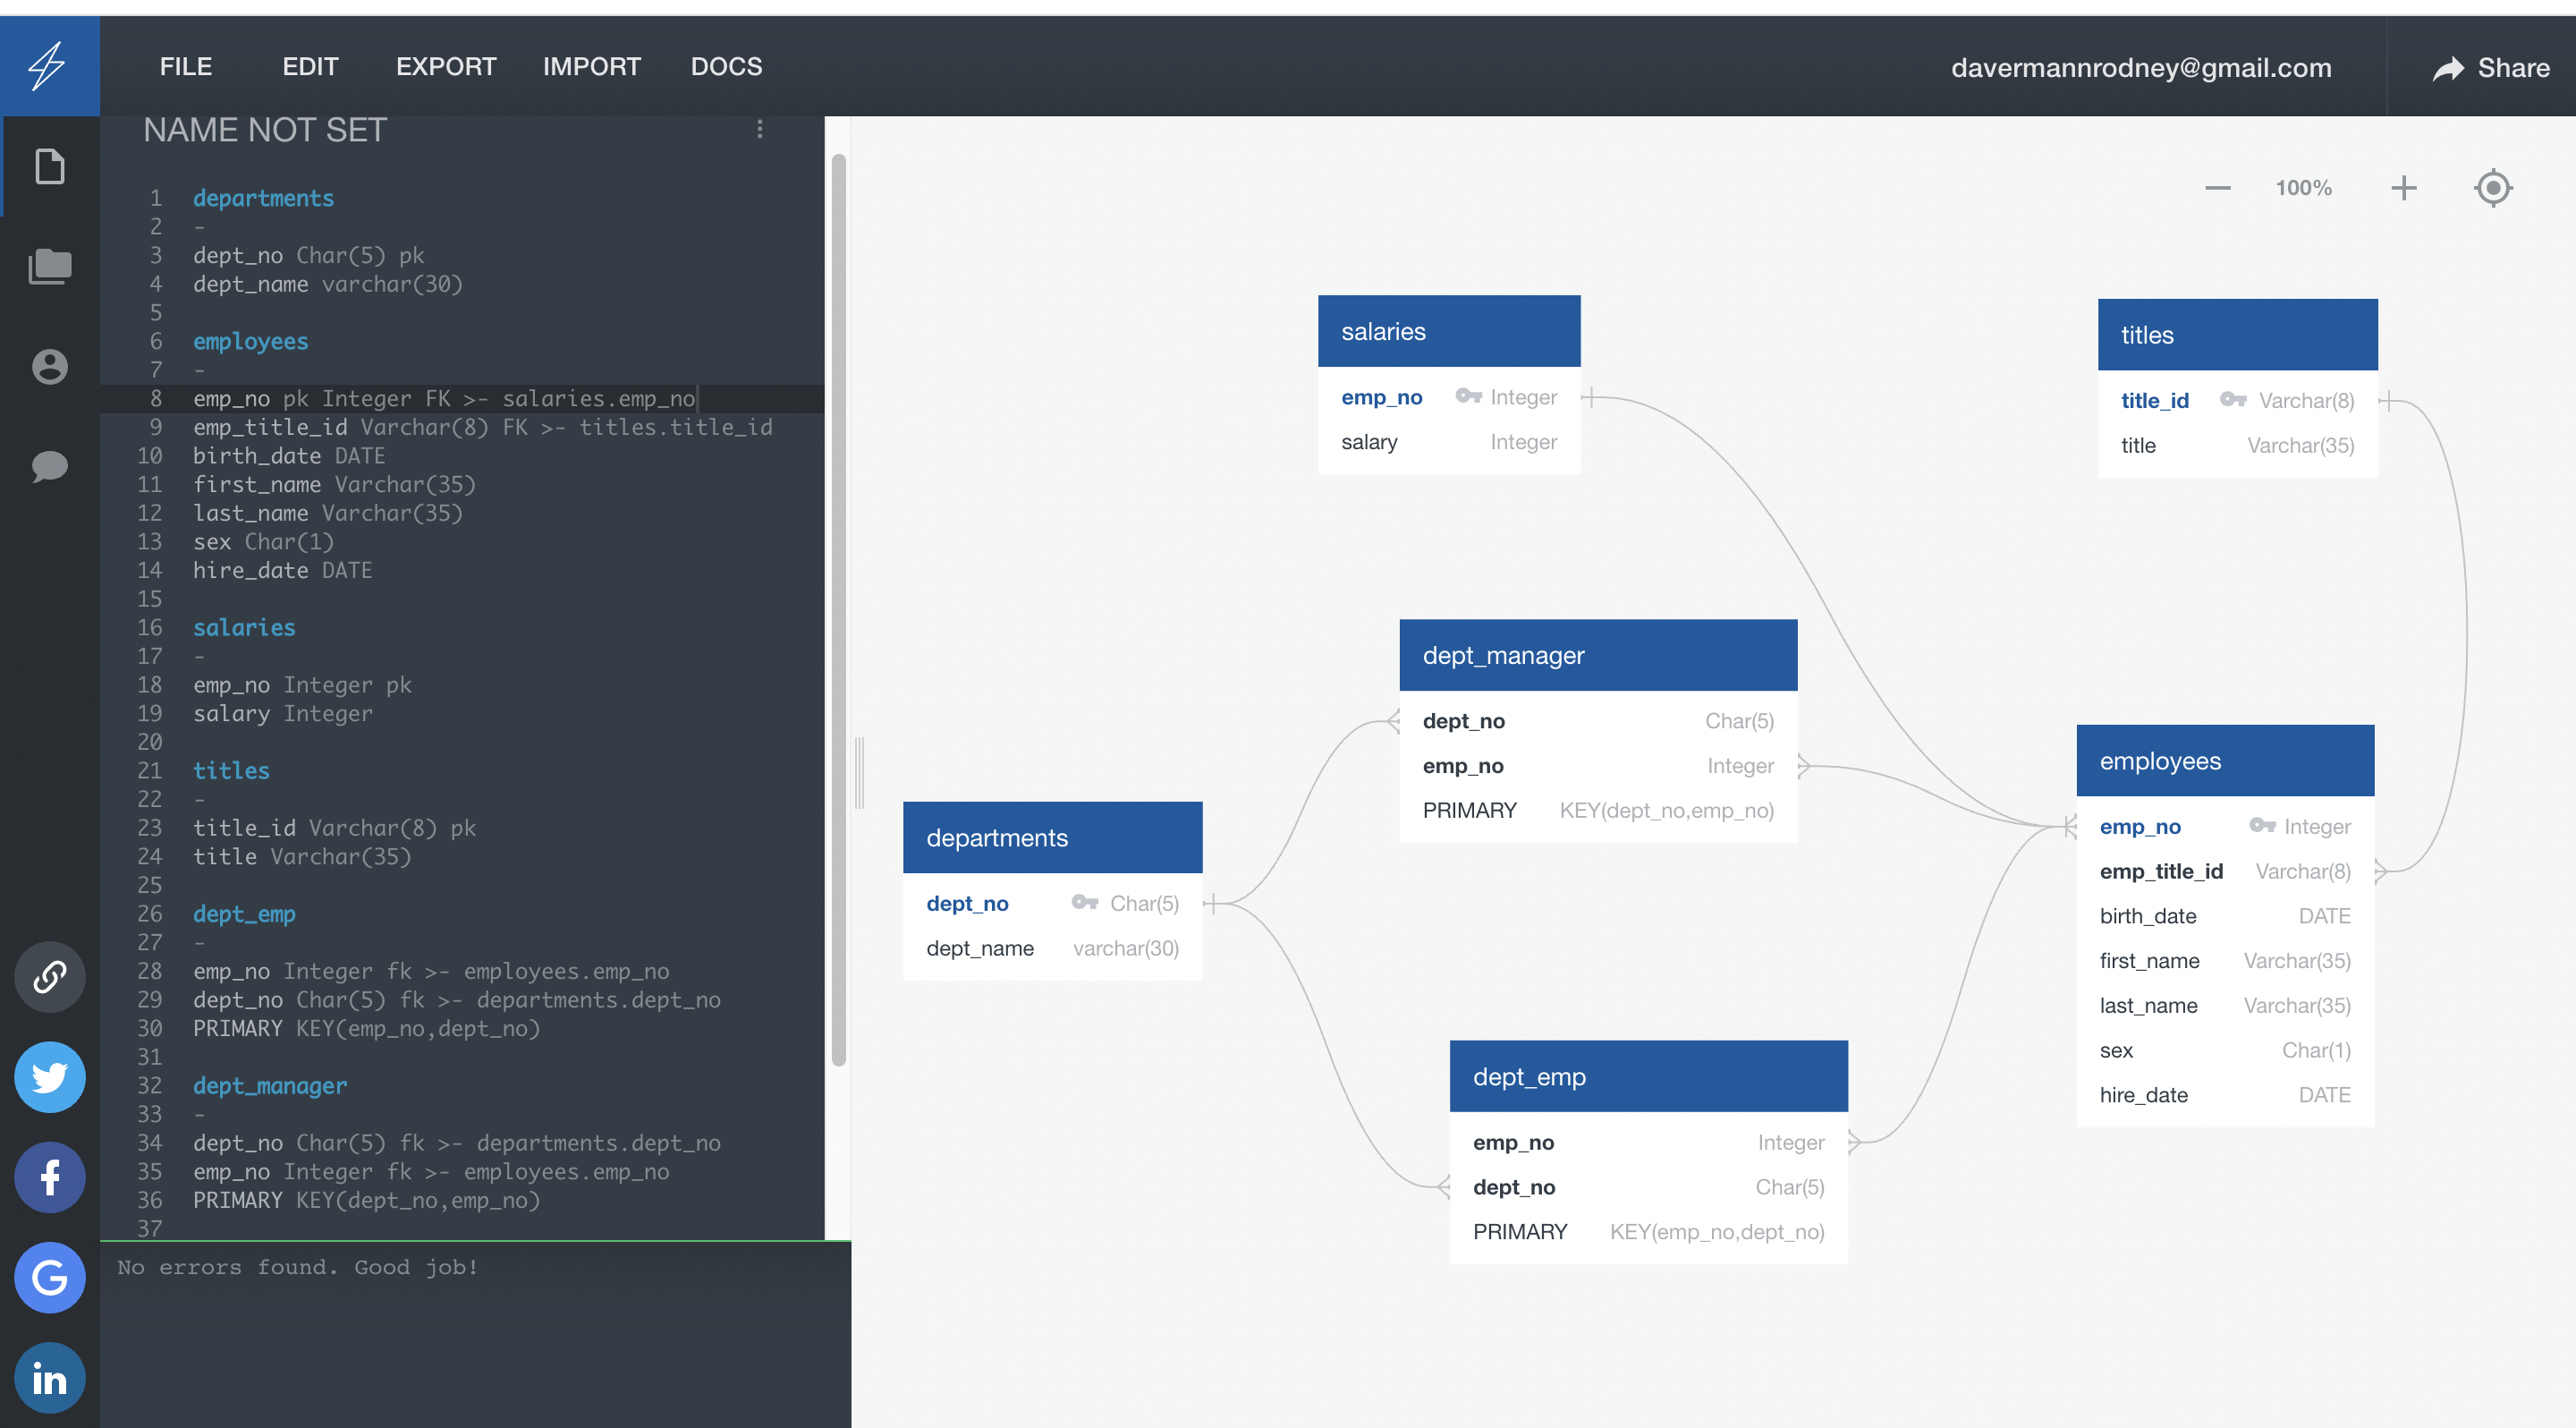 FILE EDIT EXPORT IMPORT DOCS davermannrodney@gmail.com Share
NAME NOT SET
1 departments
2 -
3 dept_no Char(5) pk
4 dept_name varchar(30)
5
6 employees
7 -
8 emp_no pk Integer FK >- salaries.emp_no
9 emp_title_id Varchar(8) FK >- titles.title_id
10 birth_date DATE
11 first_name Varchar(35)
12 last_name Varchar(35)
13 sex Char(1)
14 hire_date DATE
15
16 salaries
17 -
18 emp_no Integer pk
19 salary Integer
20
21 titles
22 -
23 title_id Varchar(8) pk
24 title Varchar(35)
25
26 dept_emp
27 -
28 emp_no Integer fk >- employees.emp_no
29 dept_no Char(5) fk >- departments.dept_no
30 PRIMARY KEY(emp_no,dept_no)
31
32 dept_manager
33 -
34 dept_no Char(5) fk >- departments.dept_no
35 emp_no Integer fk >- employees.emp_no
36 PRIMARY KEY(dept_no,emp_no)
37
No errors found. Good job!
100%
salaries
emp_no Integer
salary Integer
titles
title_id Varchar(8)
title Varchar(35)
dept_manager
dept_no Char(5)
emp_no Integer
PRIMARY KEY(dept_no,emp_no)
departments
dept_no Char(5)
dept_name varchar(30)
employees
emp_no Integer
emp_title_id Varchar(8)
birth_date DATE
first_name Varchar(35)
last_name Varchar(35)
sex Char(1)
hire_date DATE
dept_emp
emp_no Integer
dept_no Char(5)
PRIMARY KEY(emp_no,dept_no)